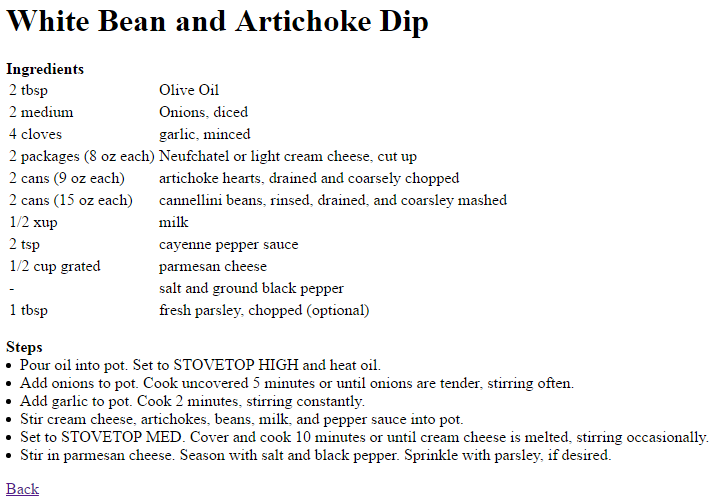 White Bean and Artichoke Dip
Ingredients
2 tbsp Olive Oil
2 medium Onions, diced
4 cloves garlic, minced
2 packages (8 oz each) Neufchatel or light cream cheese, cut up
2 cans (9 oz each) artichoke hearts, drained and coarsely chopped
2 cans (15 oz each) cannellini beans, rinsed, drained, and coarsley mashed
1/2 xup milk
2 tsp cayenne pepper sauce
1/2 cup grated parmesan cheese
- salt and ground black pepper
1 tbsp fresh parsley, chopped (optional)
Steps
• Pour oil into pot. Set to STOVETOP HIGH and heat oil.
• Add onions to pot. Cook uncovered 5 minutes or until onions are tender, stirring often.
• Add garlic to pot. Cook 2 minutes, stirring constantly.
• Stir cream cheese, artichokes, beans, milk, and pepper sauce into pot.
• Set to STOVETOP MED. Cover and cook 10 minutes or until cream cheese is melted, stirring occasionally.
• Stir in parmesan cheese. Season with salt and black pepper. Sprinkle with parsley, if desired.
Back